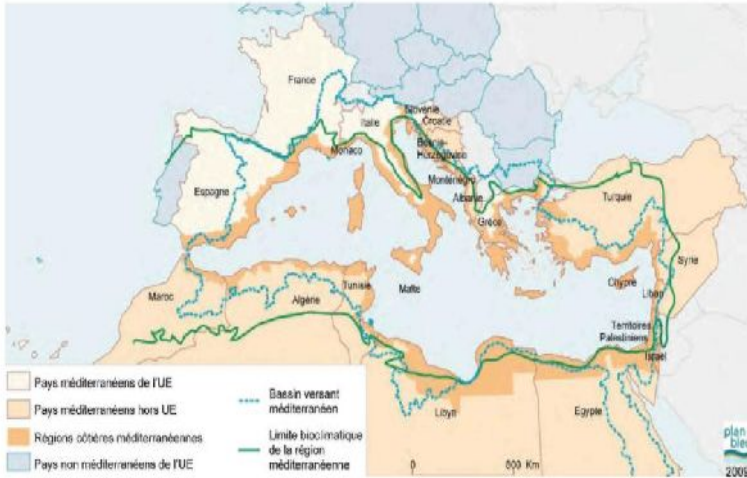 France
Slovénie
Croatie
Italie
Bosnie-
Herzégovine
Monaco
Monténégro
Espagne
Albanie
Grèce
Turquie
Syrie
Chypre
Liban
Malte
Tunisie
Algérie
Maroc
Territoires
Palestiniens
Israël
Libye
Egypte
Pays méditerranéens de l'UE
Pays méditerranéens hors UE
Régions côtières méditerranéennes
Pays non méditerranéens de l'UE
Bassin versant
méditerranéen
Limite bioclimatique
de la région
méditerranéenne
0 500 Km
plan
bleu
2009